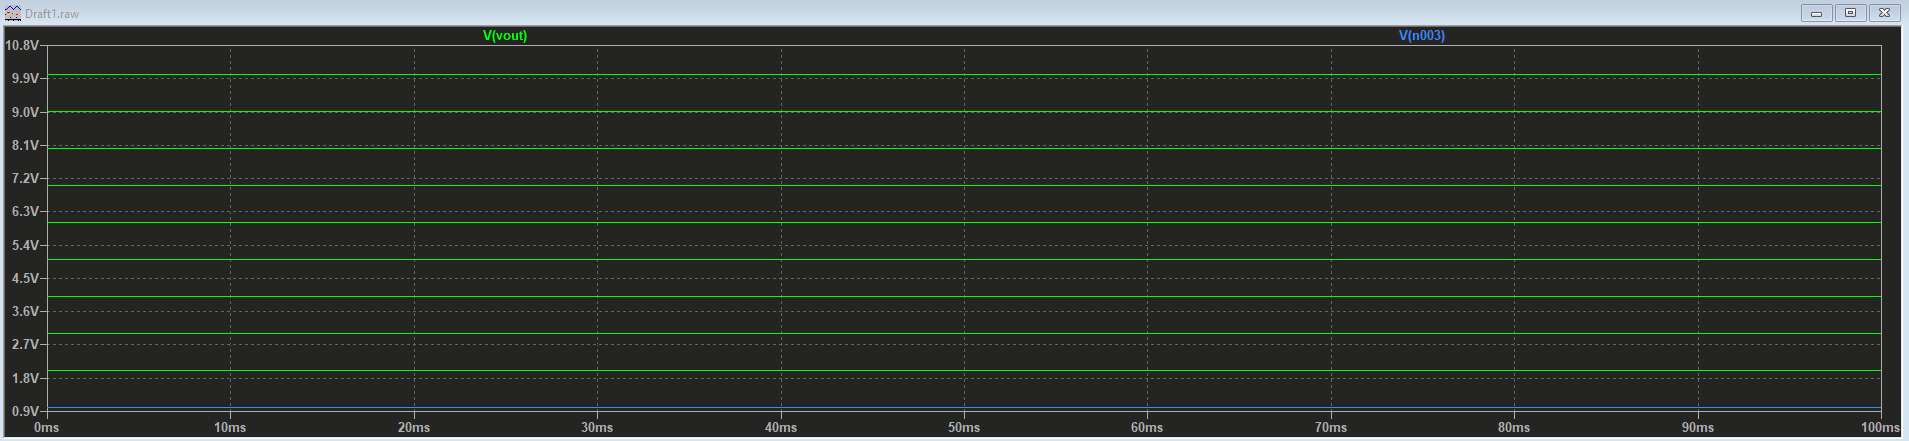 Draft1.raw
V(vout) V(n003)
10.8V
9.9V
9.0V
8.1V
7.2V
6.3V
5.4V
4.5V
3.6V
2.7V
1.8V
0.9V
0ms 10ms 20ms 30ms 40ms 50ms 60ms 70ms 80ms 90ms 100ms